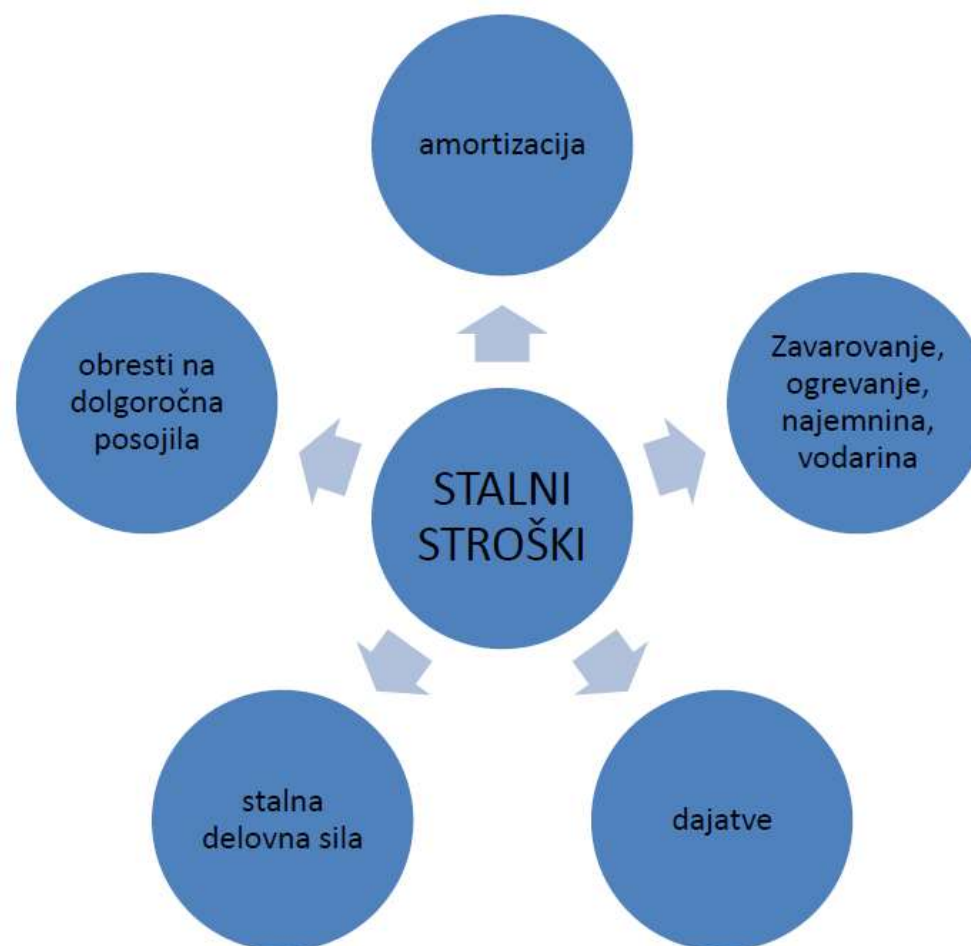 amortizacija
Zavarovanje,
ogrevanje,
najemnina,
vodarina
dajatve
stalna
delovna sila
obresti na
dolgoročna
posojila
STALNI
STROŠKI